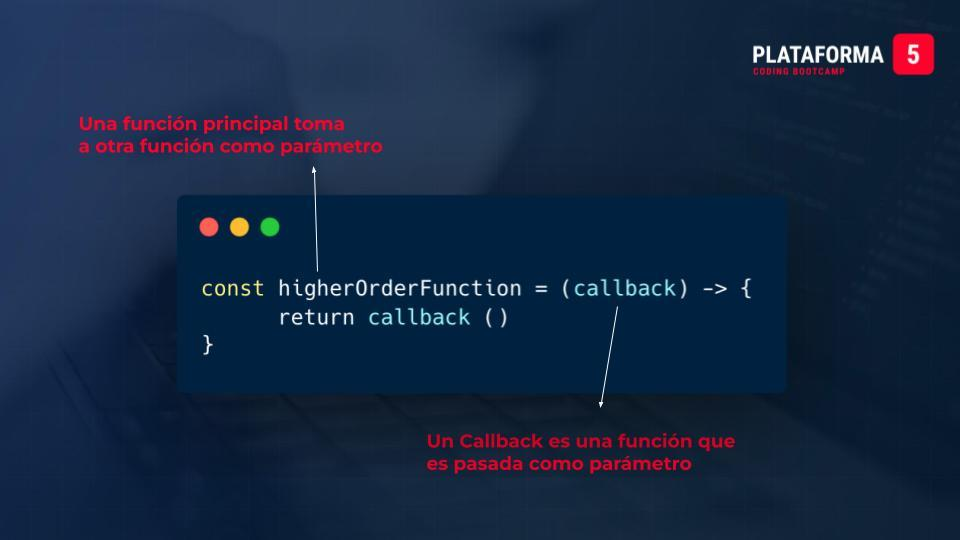 PLATAFORMA 5
CODING BOOTCAMP
Una función principal toma
a otra función como parámetro
const higherOrderFunction = (callback) -> {
return callback ()
}
Un Callback es una función que
es pasada como parámetro